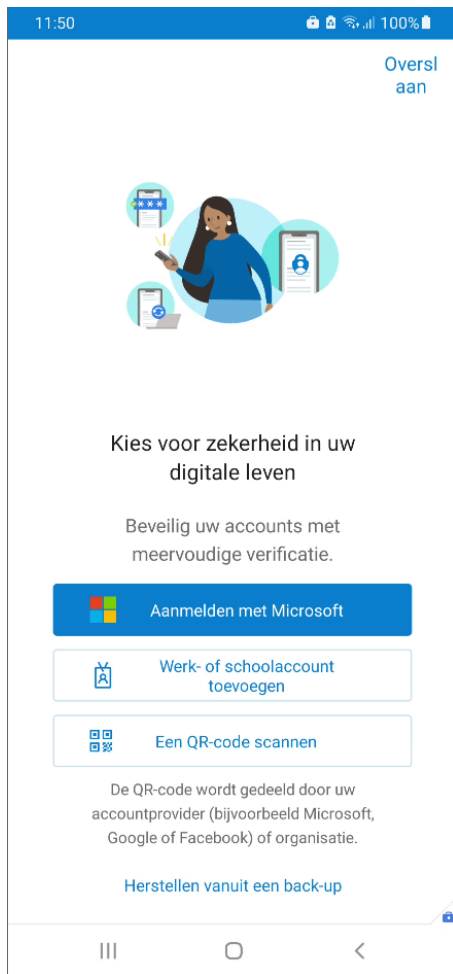 11:50
100%
Oversl
aan
***
Kies voor zekerheid in uw
digitale leven
Beveilig uw accounts met
meervoudige verificatie.
Aanmelden met Microsoft
Werk- of schoolaccount
toevoegen
Een QR-code scannen
De QR-code wordt gedeeld door uw
accountprovider (bijvoorbeeld Microsoft,
Google of Facebook) of organisatie.
Herstellen vanuit een back-up